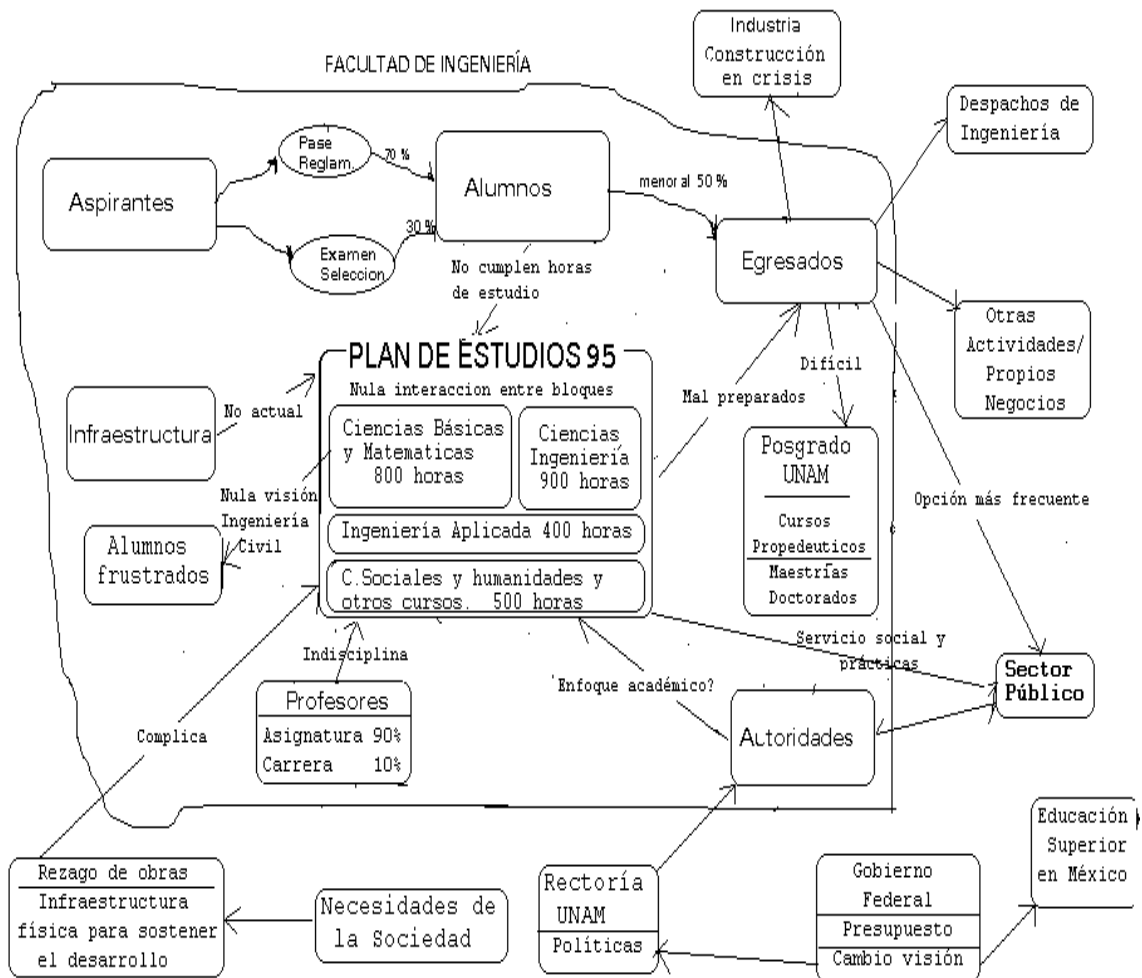 Industria
Construcción
en crisis
FACULTAD DE INGENIERÍA
Despachos de
Ingeniería
Aspirantes
Pase
Reglam.
70 %
Alumnos
menor al 50 %
30 %
Examen
Seleccion
No cumplen horas
de estudio
Egresados
Otras
Actividades/
Propios
Negocios
PLAN DE ESTUDIOS 95
Nula interaccion entre bloques
Ciencias Básicas
y Matematicas
800 horas
Ciencias
Ingeniería
900 horas
Ingeniería Aplicada 400 horas
C.Sociales y humanidades y
otros cursos. 500 horas
Infraestructura
No actual
Nula visión
Ingeniería
Civil
Alumnos
frustrados
Mal preparados
Difícil
Posgrado
UNAM
Cursos
Propedeuticos
Maestrías
Doctorados
Opción más frecuente
Servicio social y
prácticas
Sector
Público
Indisciplina
Profesores
Asignatura 90%
Carrera 10%
'Enfoque académico?
Autoridades
Complica
Rezago de obras
Infraestructura
física para sostener
el desarrollo
Necesidades de
la Sociedad
Rectoría
UNAM
Políticas
Gobierno
Federal
Presupuesto
Cambio visión
Educación
Superior
en México